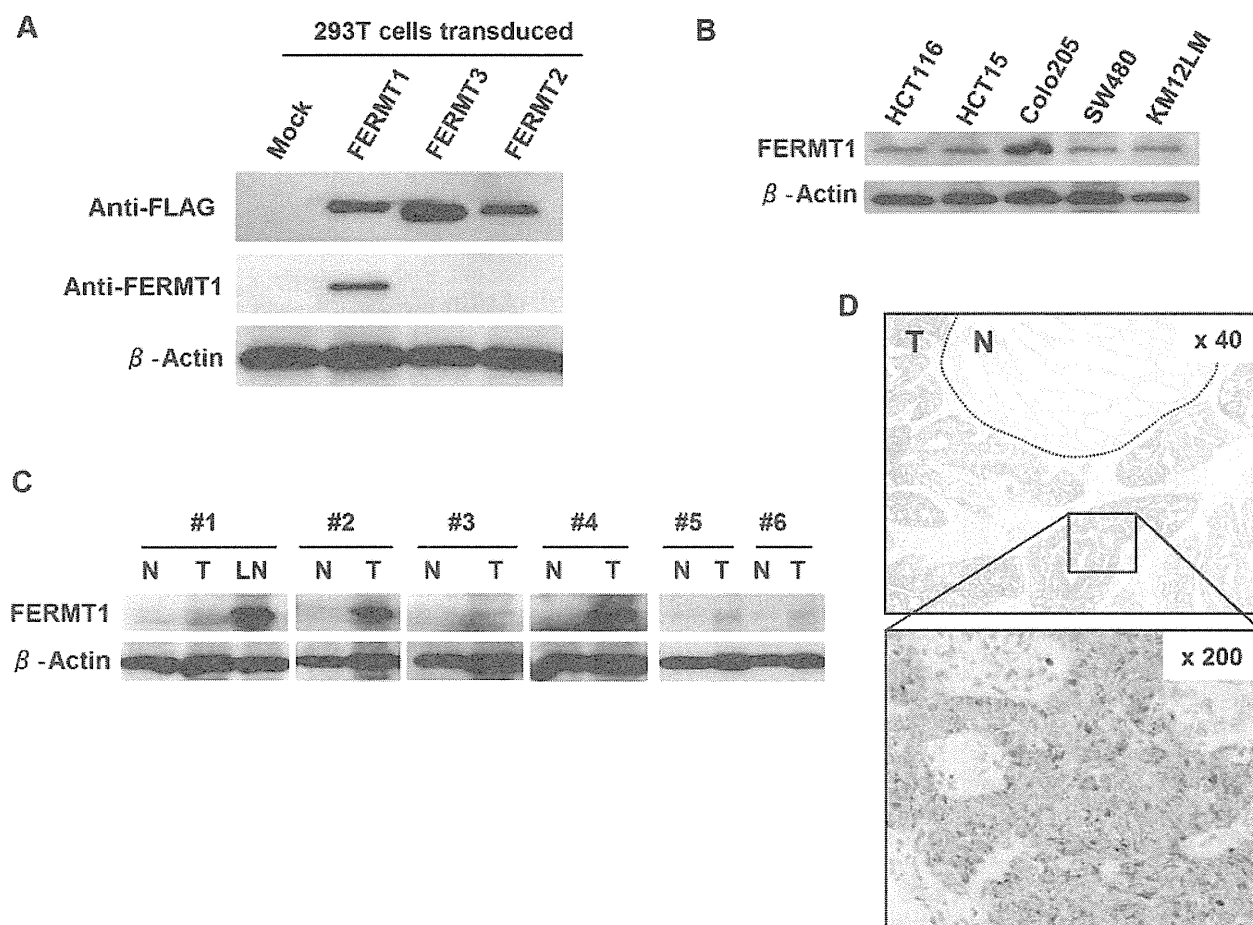 A
293T cells transduced
Mock
FERMT1
FERMT3
FERMT2
Anti-FLAG
Anti-FERMT1
β-Actin
B
HCT116
HCT15
Colo205
SW480
KM12LM
FERMT1
β-Actin
C
#1 #2 #3 #4 #5 #6
N T LN N T N T N T N T N T
FERMT1
β-Actin
D
T N x 40
x 200